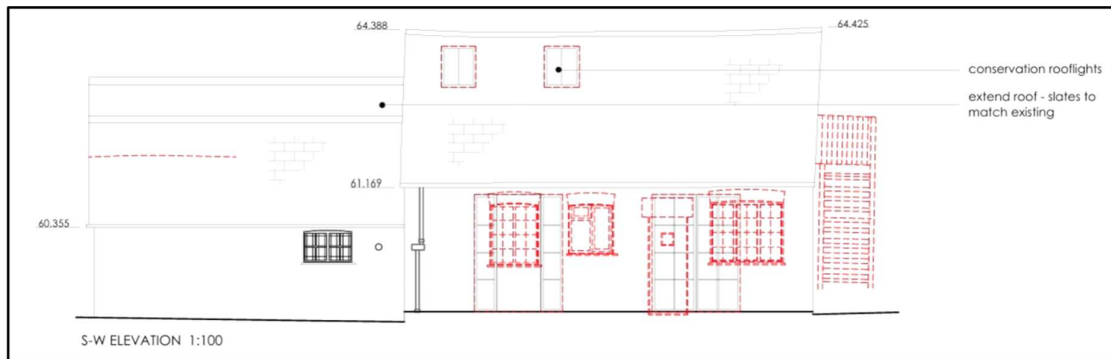 64.388
64.425
conservation rooflights
extend roof - slates to
match existing
61.169
60.355
S-W ELEVATION 1:100